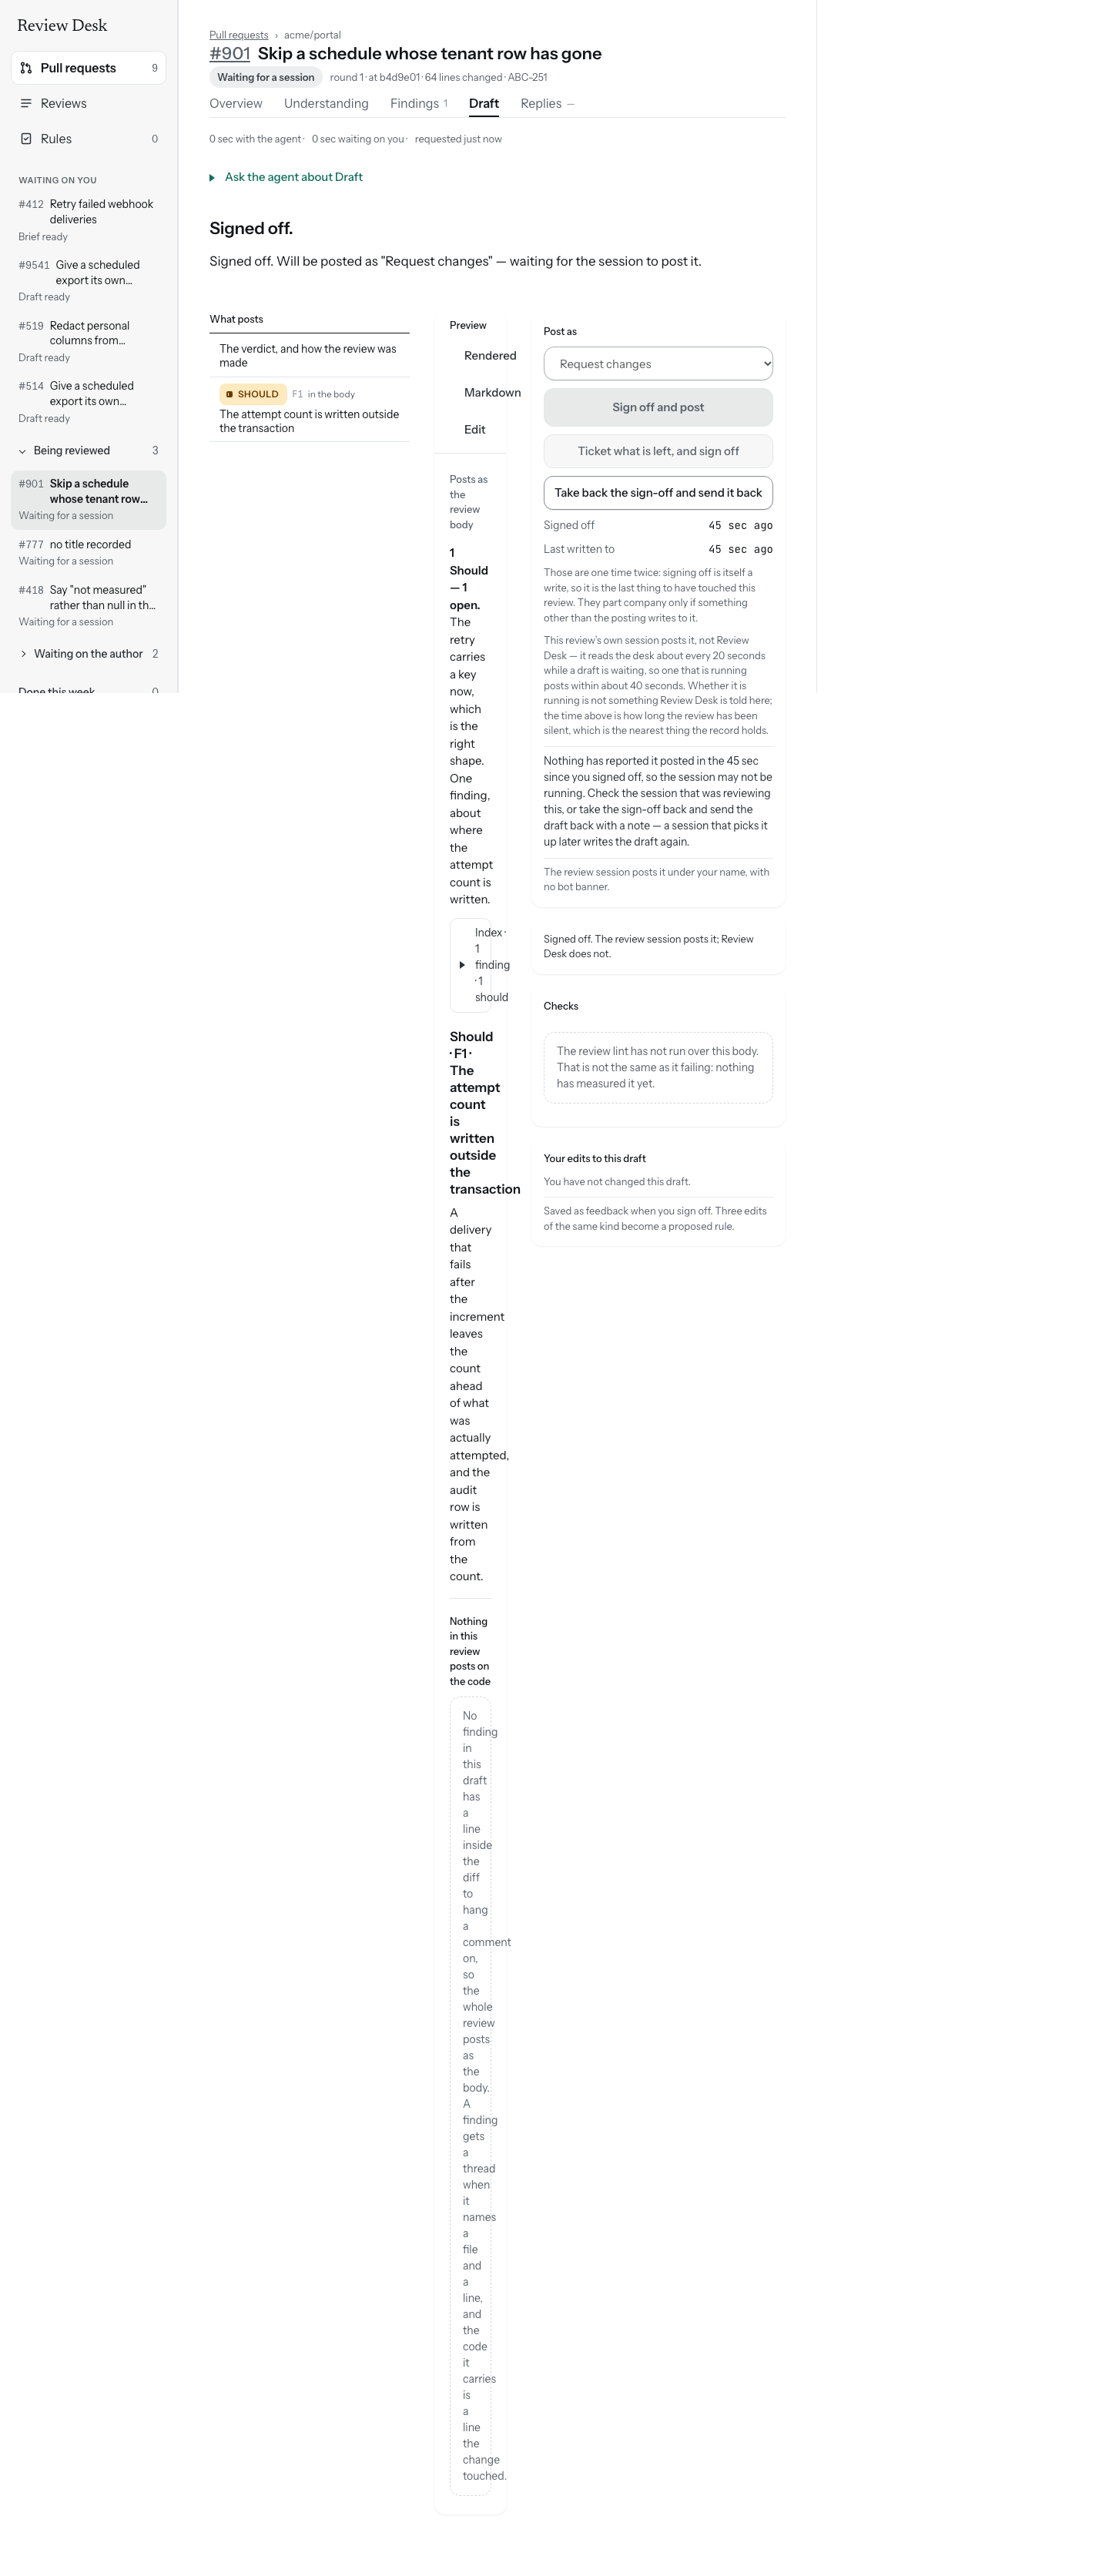 Review Desk
Pull requests 9
Reviews
Rules 0
WAITING ON YOU
#412 Retry failed webhook
deliveries
Brief ready
#9541 Give a scheduled
export its own...
Draft ready
#519 Redact personal
columns from...
Draft ready
#514 Give a scheduled
export its own...
Draft ready
Being reviewed 3
#901 Skip a schedule
whose tenant row...
Waiting for a session
#777 no title recorded
Waiting for a session
#418 Say "not measured"
rather than null in th...
Waiting for a session
Waiting on the author 2
Done this week 0
Pull requests › acme/portal
#901 Skip a schedule whose tenant row has gone
Waiting for a session round 1 · at b4d9e01 · 64 lines changed · ABC-251
Overview Understanding Findings 1 Draft Replies —
0 sec with the agent · 0 sec waiting on you · requested just now
Ask the agent about Draft
Signed off.
Signed off. Will be posted as "Request changes" — waiting for the session to post it.
What posts
The verdict, and how the review was
made
SHOULD F1 in the body
The attempt count is written outside
the transaction
Preview
Rendered
Markdown
Edit
Posts as
the
review
body
1
Should
— 1
open.
The
retry
carries
a key
now,
which
is the
right
shape.
One
finding,
about
where
the
attempt
count is
written.
Index ·
1
finding
· 1
should
Should
· F1 ·
The
attempt
count
is
written
outside
the
transaction
A
delivery
that
fails
after
the
increment
leaves
the
count
ahead
of what
was
actually
attempted,
and the
audit
row is
written
from
the
count.
Nothing
in this
review
posts on
the code
No
finding
in
this
draft
has
a
line
inside
the
diff
to
hang
a
comment
on,
so
the
whole
review
posts
as
the
body.
A
finding
gets
a
thread
when
it
names
a
file
and
a
line,
and
the
code
it
carries
is
a
line
the
change
touched.
Post as
Request changes
Sign off and post
Ticket what is left, and sign off
Take back the sign-off and send it back
Signed off 45 sec ago
Last written to 45 sec ago
Those are one time twice: signing off is itself a
write, so it is the last thing to have touched this
review. They part company only if something
other than the posting writes to it.
This review's own session posts it, not Review
Desk — it reads the desk about every 20 seconds
while a draft is waiting, so one that is running
posts within about 40 seconds. Whether it is
running is not something Review Desk is told here;
the time above is how long the review has been
silent, which is the nearest thing the record holds.
Nothing has reported it posted in the 45 sec
since you signed off, so the session may not be
running. Check the session that was reviewing
this, or take the sign-off back and send the
draft back with a note — a session that picks it
up later writes the draft again.
The review session posts it under your name, with
no bot banner.
Signed off. The review session posts it; Review
Desk does not.
Checks
The review lint has not run over this body.
That is not the same as it failing: nothing
has measured it yet.
Your edits to this draft
You have not changed this draft.
Saved as feedback when you sign off. Three edits
of the same kind become a proposed rule.